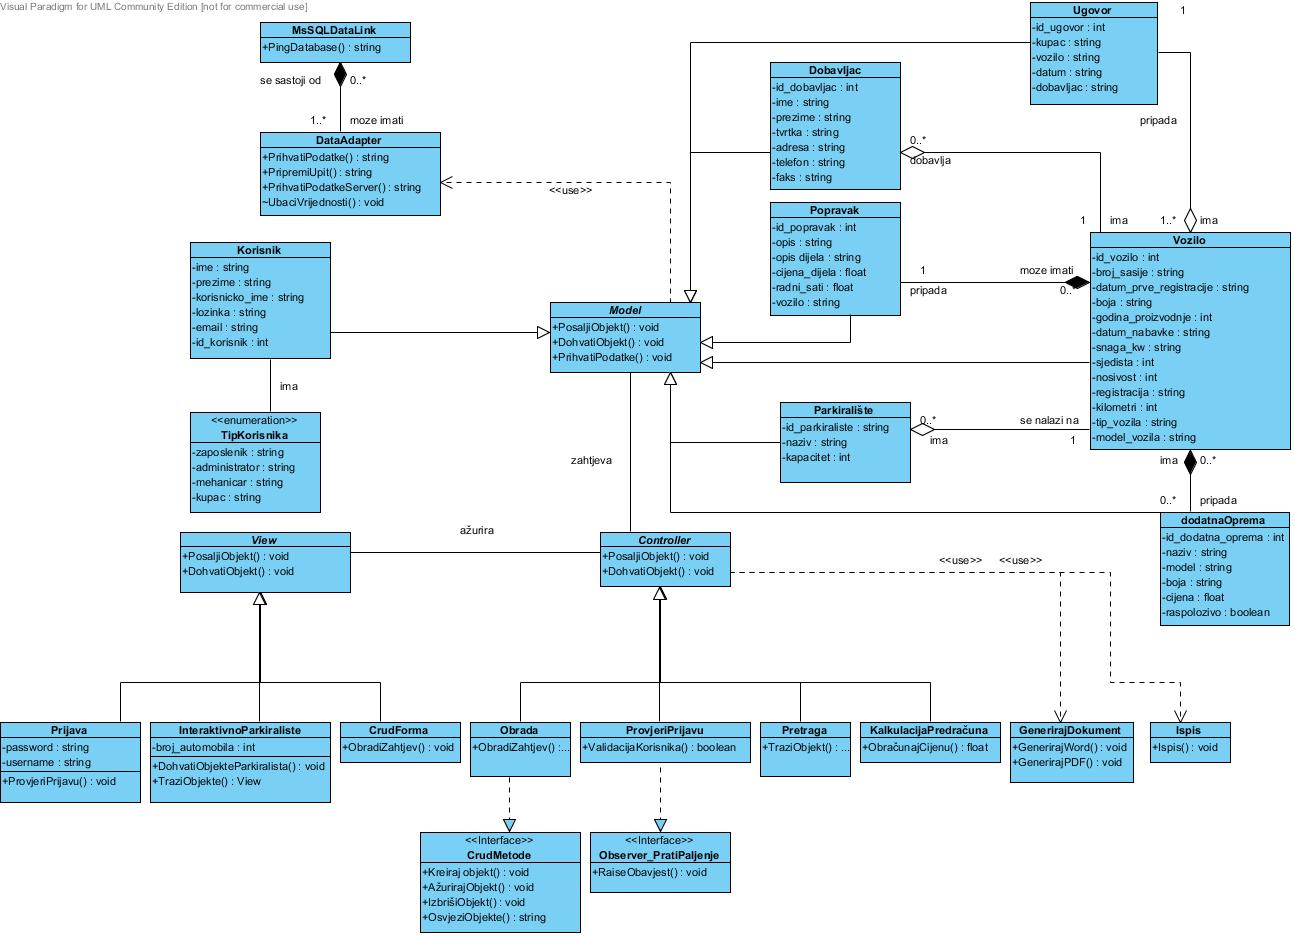 Visual Paradigm for UML Community Edition [not for commercial use]
MsSQLDataLink
+PingDatabase() : string
se sastoji od
0..*
1..*
moze imati
DataAdapter
+PrihvatiPodatke() : string
+PripremiUpit() : string
+PrihvatiPodatkeServer() : string
~UbaciVrijednosti() : void
<<use>>
Ugovor
-id_ugovor : int
-kupac : string
-vozilo : string
-datum : string
-dobavljac : string
1
pripada
1..*
ima
Dobavljac
-id_dobavljac : int
-ime : string
-prezime : string
-tvrtka : string
-adresa : string
-telefon : string
-faks : string
0..*
dobavlja
1
ima
Popravak
-id_popravak : int
-opis : string
-opis dijela : string
-cijena_dijela : float
-radni_sati : float
-vozilo : string
1
pripada
moze imati
0..*
Vozilo
-id_vozilo : int
-broj_sasije : string
-datum_prve_registracije : string
-boja : string
-godina_proizvodnje : int
-datum_nabavke : string
-snaga_kw : string
-sjedista : int
-nosivost : int
-registracija : string
-kilometri : int
-tip_vozila : string
-model_vozila : string
Korisnik
-ime : string
-prezime : string
-korisnicko_ime : string
-lozinka : string
-email : string
-id_korisnik : int
ima
<<enumeration>>
TipKorisnika
-zaposlenik : string
-administrator : string
-mehanicar : string
-kupac : string
Model
+PosaljiObjekt() : void
+DohvatiObjekt() : void
+PrihvatiPodatke() : void
Parkiralište
-id_parkiraliste : string
-naziv : string
-kapacitet : int
0..*
ima
se nalazi na
1
zahtjeva
ima
0..*
0..*
pripada
dodatnaOprema
-id_dodatna_oprema : int
-naziv : string
-model : string
-boja : string
-cijena : float
-raspolozivo : boolean
View
+PosaljiObjekt() : void
+DohvatiObjekt() : void
ažurira
Controller
+PosaljiObjekt() : void
+DohvatiObjekt() : void
<<use>>
<<use>>
Prijava
-password : string
-username : string
+ProvjeriPrijavu() : void
InteraktivnoParkiraliste
-broj_automobila : int
+DohvatiObjekteParkiralista() : void
+TraziObjekte() : View
CrudForma
+ObradiZahtjev() : void
Obrada
+ObradiZahtjev() :...
ProvjeriPrijavu
+ValidacijaKorisnika() : boolean
Pretraga
+TraziObjekt() : ...
KalkulacijaPredračuna
+ObračunajCijenu() : float
GenerirajDokument
+GenerirajWord() : void
+GenerirajPDF() : void
Ispis
+Ispis() : void
<<Interface>>
CrudMetode
+Kreiraj objekt() : void
+AžurirajObjekt() : void
+IzbrišiObjekt() : void
+OsvjeziObjekte() : string
<<Interface>>
Observer_PratiPaljenje
+RaiseObavjest() : void